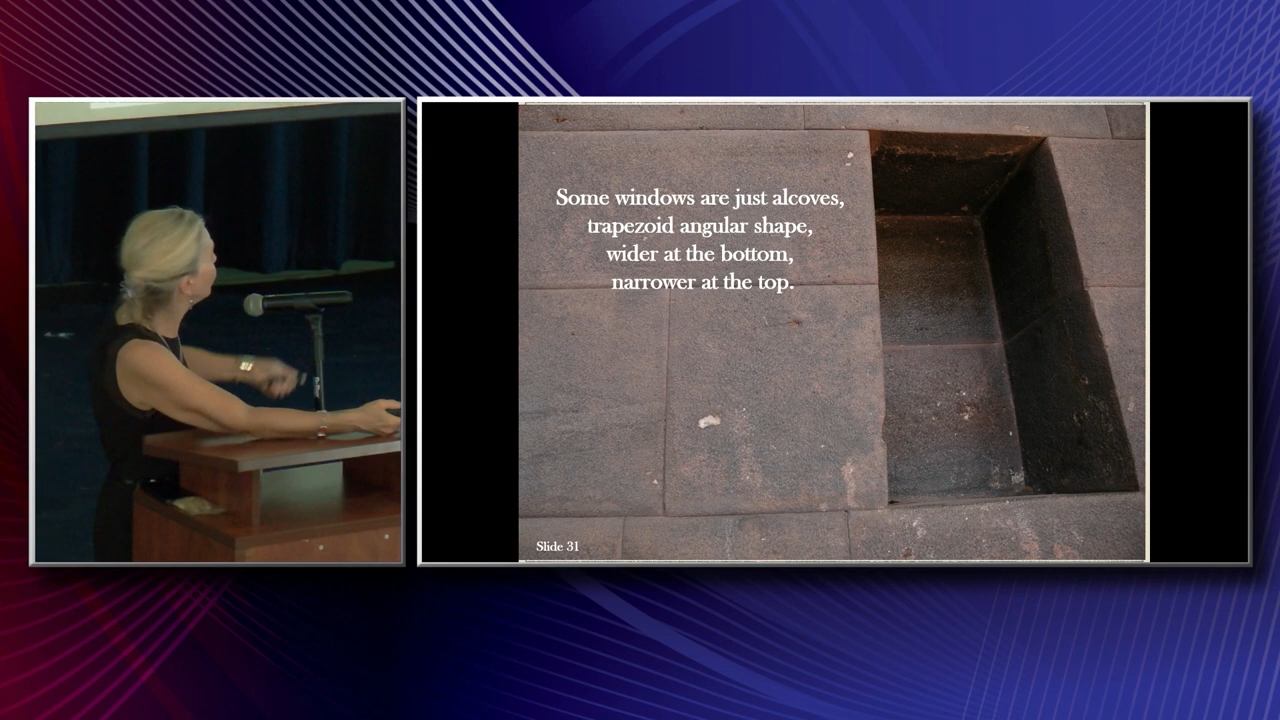 Some windows are just alcoves,
trapezoid angular shape,
wider at the bottom,
narrower at the top.
Slide 31